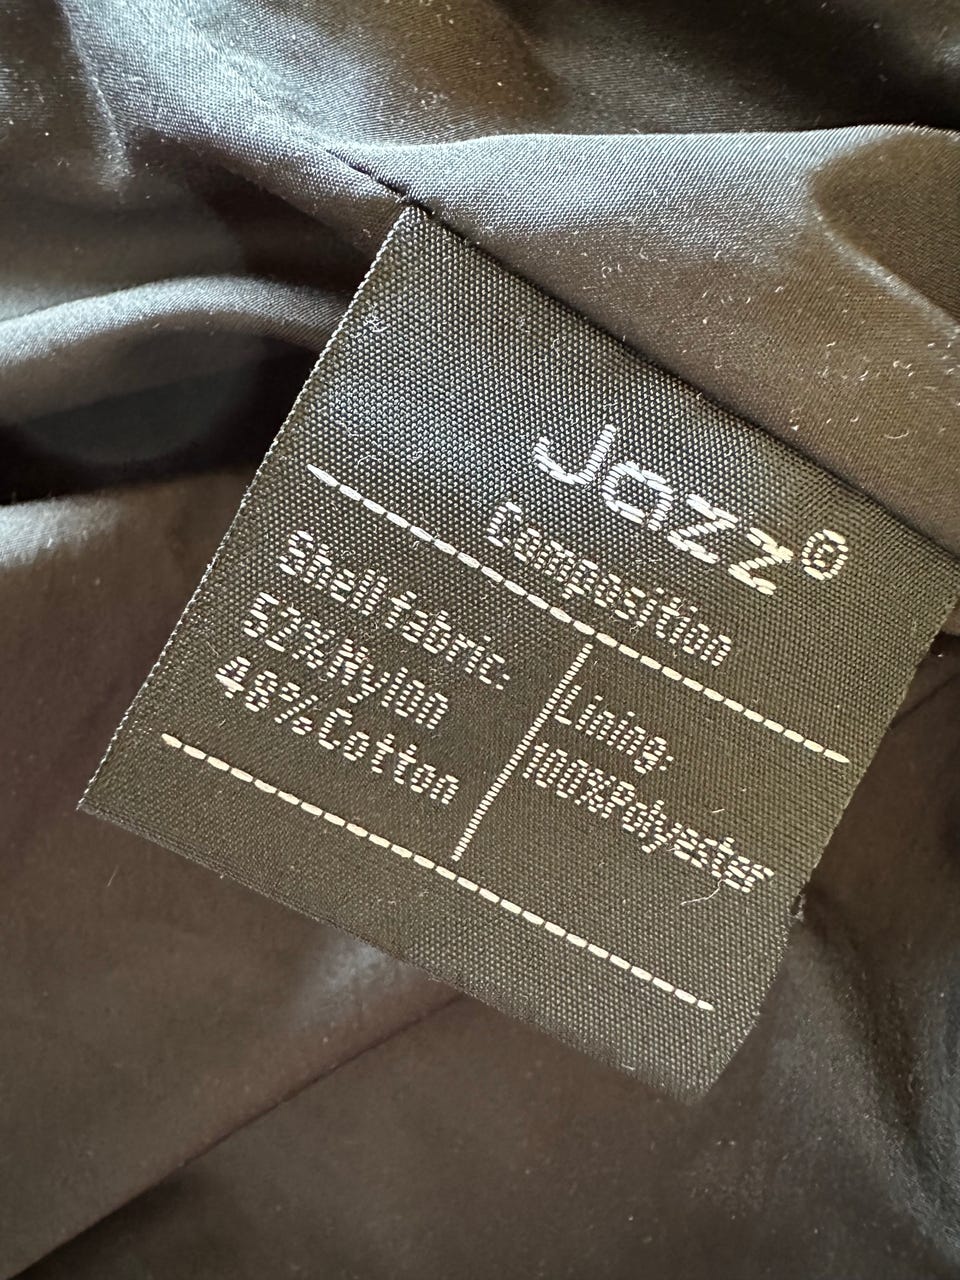 Jazz®
Composition
Shell fabric:
52%Nylon
48%Cotton
Lining:
100%Polyester